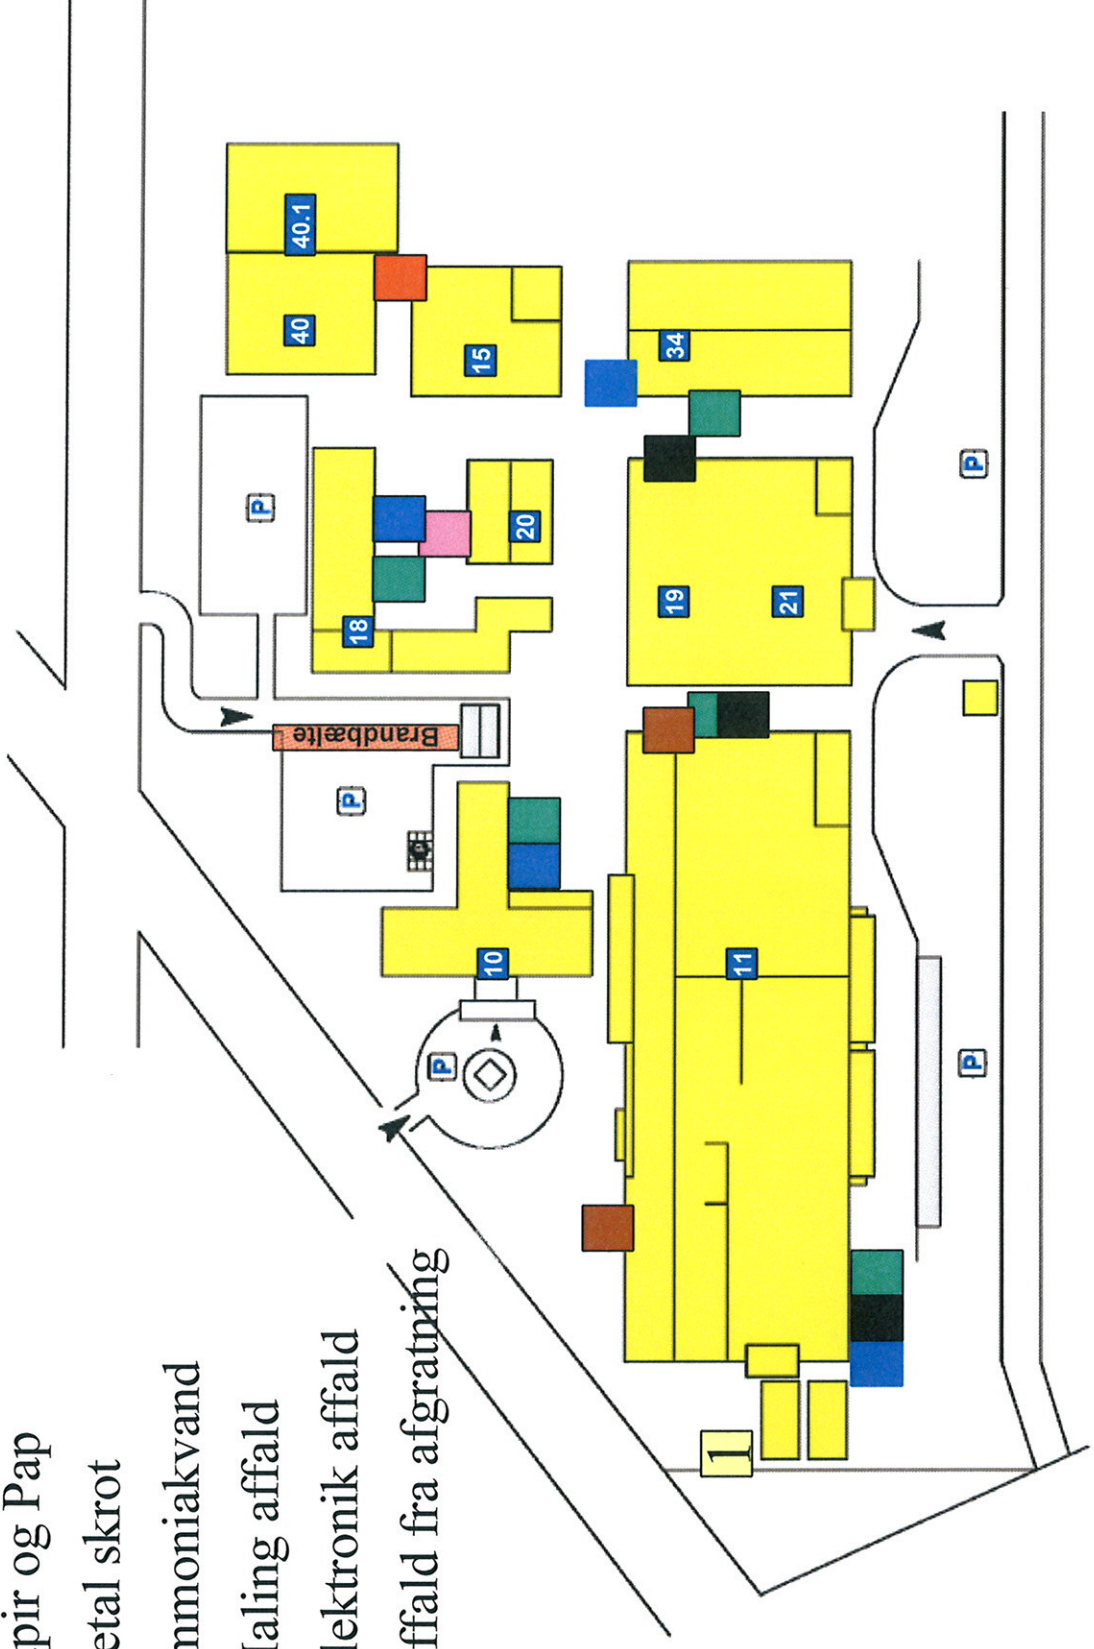 pir og Pap
etal skrot
mmoniakvand
aling affald
lektronik affald
ffald fra afgratning
40.1
40
15
34
P
P
20
18
19
21
Brandbælte
P
10
11
P
P
1